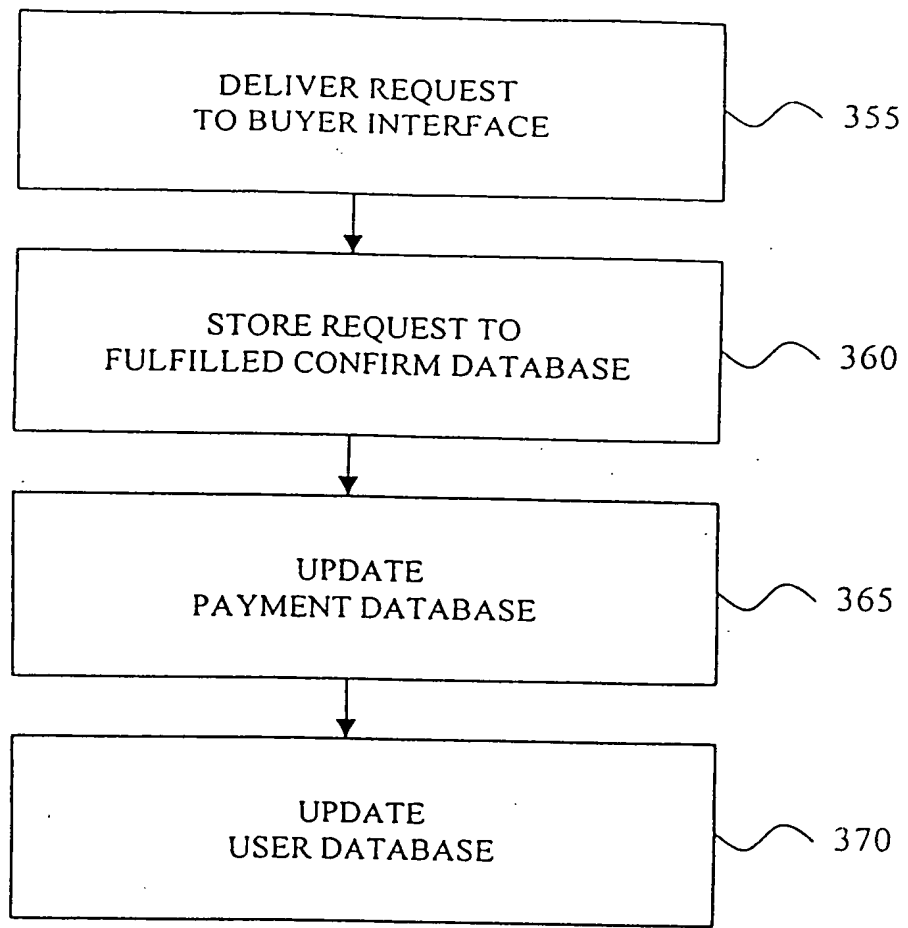 DELIVER REQUEST
TO BUYER INTERFACE
355
STORE REQUEST TO
FULFILLED CONFIRM DATABASE
360
UPDATE
PAYMENT DATABASE
365
UPDATE
USER DATABASE
370